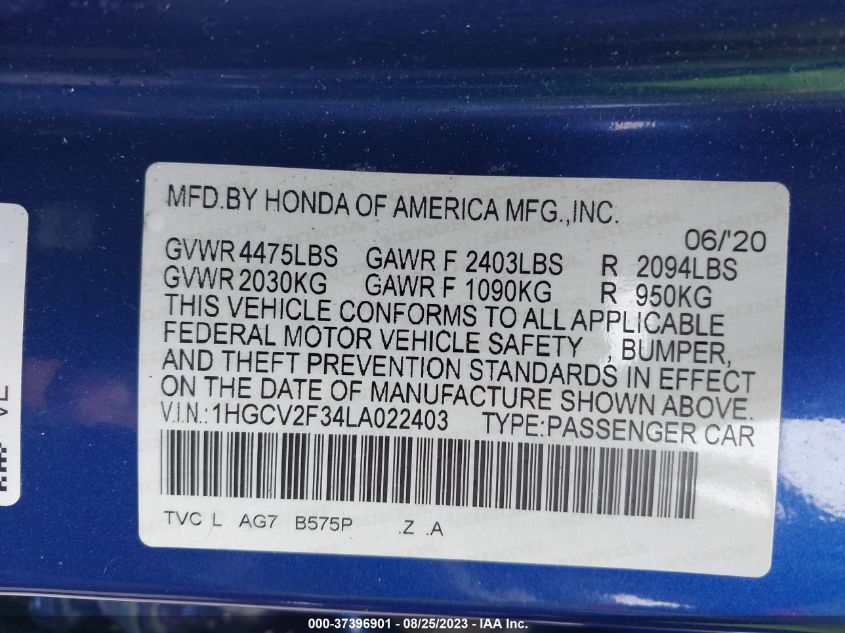 MFD.BY HONDA OF AMERICA MFG.,INC.
06/'20
GVWR 4475LBS GAWR F 2403LBS R 2094LBS
GVWR 2030KG GAWR F 1090KG R 950KG
THIS VEHICLE CONFORMS TO ALL APPLICABLE
FEDERAL MOTOR VEHICLE SAFETY , BUMPER,
AND THEFT PREVENTION STANDARDS IN EFFECT
ON THE DATE OF MANUFACTURE SHOWN ABOVE.
V.I.N.: 1HGCV2F34LA022403 TYPE:PASSENGER CAR
TVC L AG7 B575P .Z .A
000-37396901 - 08/25/2023 - IAA Inc.